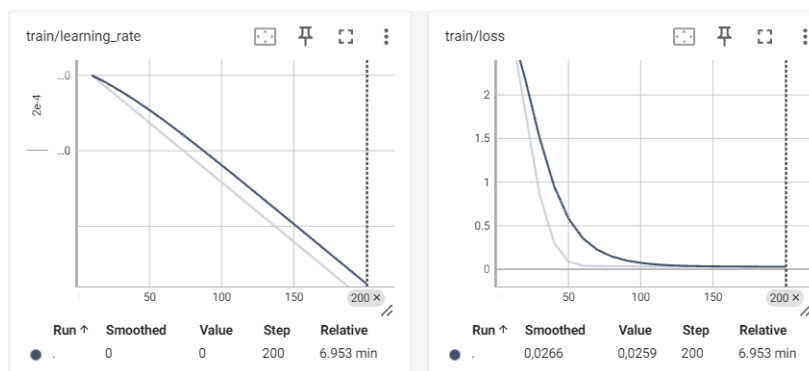 train/learning_rate
...0
2e-4
...0
50
100
150
200 ×
Run ↑ Smoothed Value Step Relative
. 0 0 200 6.953 min
train/loss
2
1.5
1
0.5
0
50
100
150
200 ×
Run ↑ Smoothed Value Step Relative
. 0,0266 0,0259 200 6.953 min